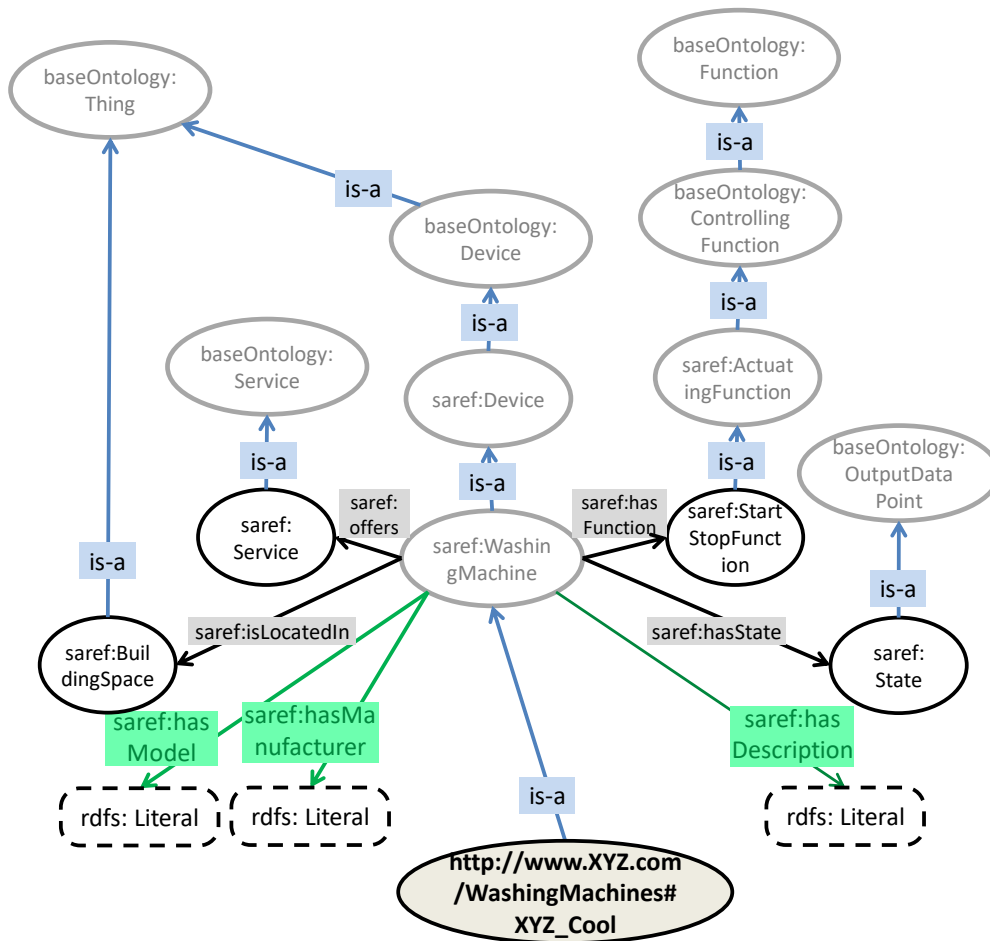 baseOntology:
Function
baseOntology:
Thing
is-a
is-a
baseOntology:
Controlling
Function
baseOntology:
Device
is-a
is-a
baseOntology:
Service
saref:Actuat
ingFunction
saref:Device
is-a
is-a
is-a
baseOntology:
OutputData
Point
saref:
offers
saref:has
Function
saref:Start
StopFunct
ion
saref:
Service
saref:Washin
gMachine
is-a
is-a
saref:isLocatedIn
saref:hasState
saref:Buil
dingSpace
saref:
State
saref:has
Model
saref:hasMa
nufacturer
saref:has
Description
rdfs: Literal
rdfs: Literal
is-a
rdfs: Literal
http://www.XYZ.com
/WashingMachines#
XYZ_Cool